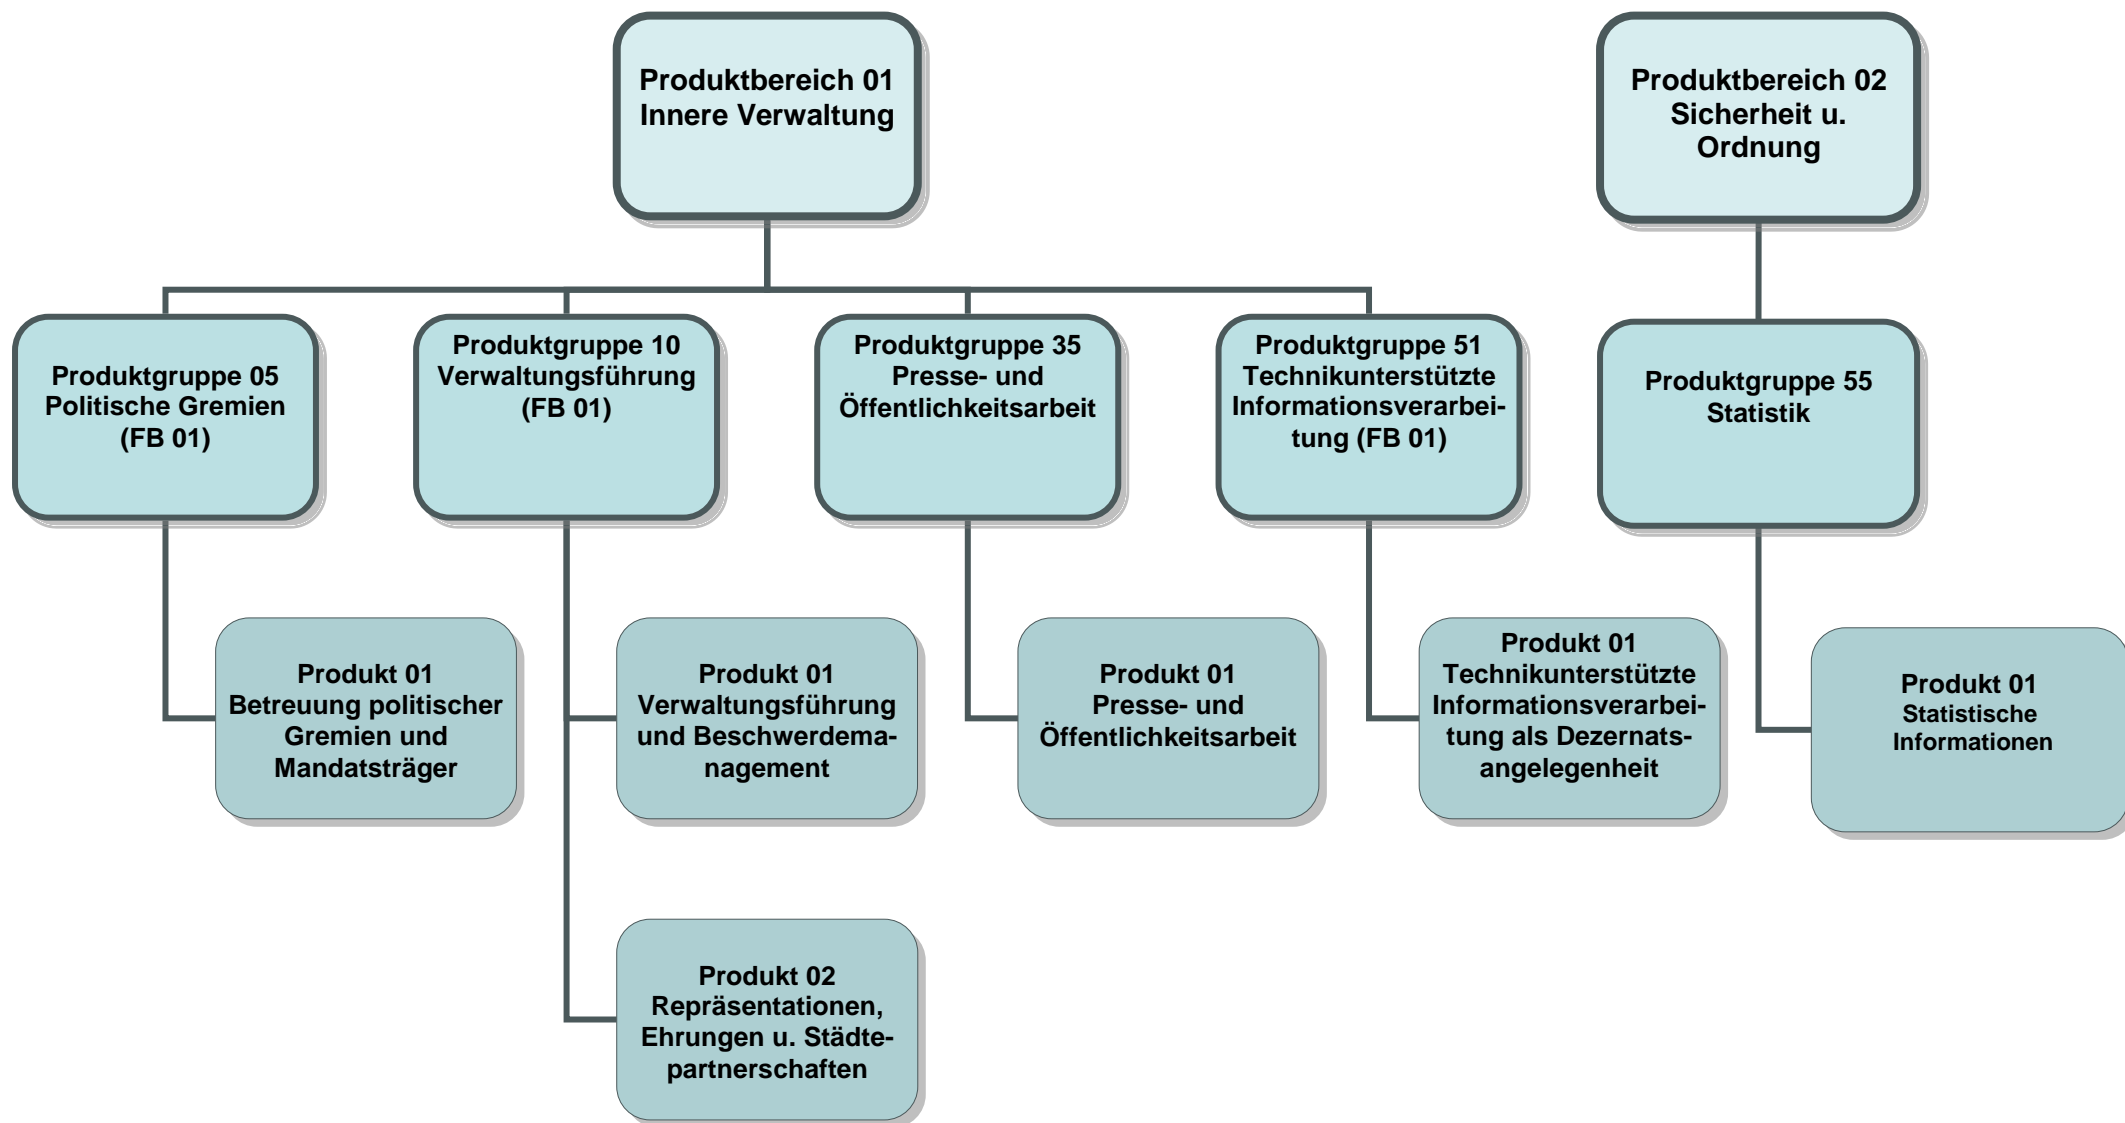 Produktbereich 01
Innere Verwaltung
Produktbereich 02
Sicherheit u.
Ordnung
Produktgruppe 05
Politische Gremien
(FB 01)
Produktgruppe 10
Verwaltungsführung
(FB 01)
Produktgruppe 35
Presse- und
Öffentlichkeitsarbeit
Produktgruppe 51
Technikunterstützte
Informationsverarbei-
tung (FB 01)
Produktgruppe 55
Statistik
Produkt 01
Betreuung politischer
Gremien und
Mandatsträger
Produkt 01
Verwaltungsführung
und Beschwerdema-
nagement
Produkt 01
Presse- und
Öffentlichkeitsarbeit
Produkt 01
Technikunterstützte
Informationsverarbei-
tung als Dezernats-
angelegenheit
Produkt 01
Statistische
Informationen
Produkt 02
Repräsentationen,
Ehrungen u. Städte-
partnerschaften